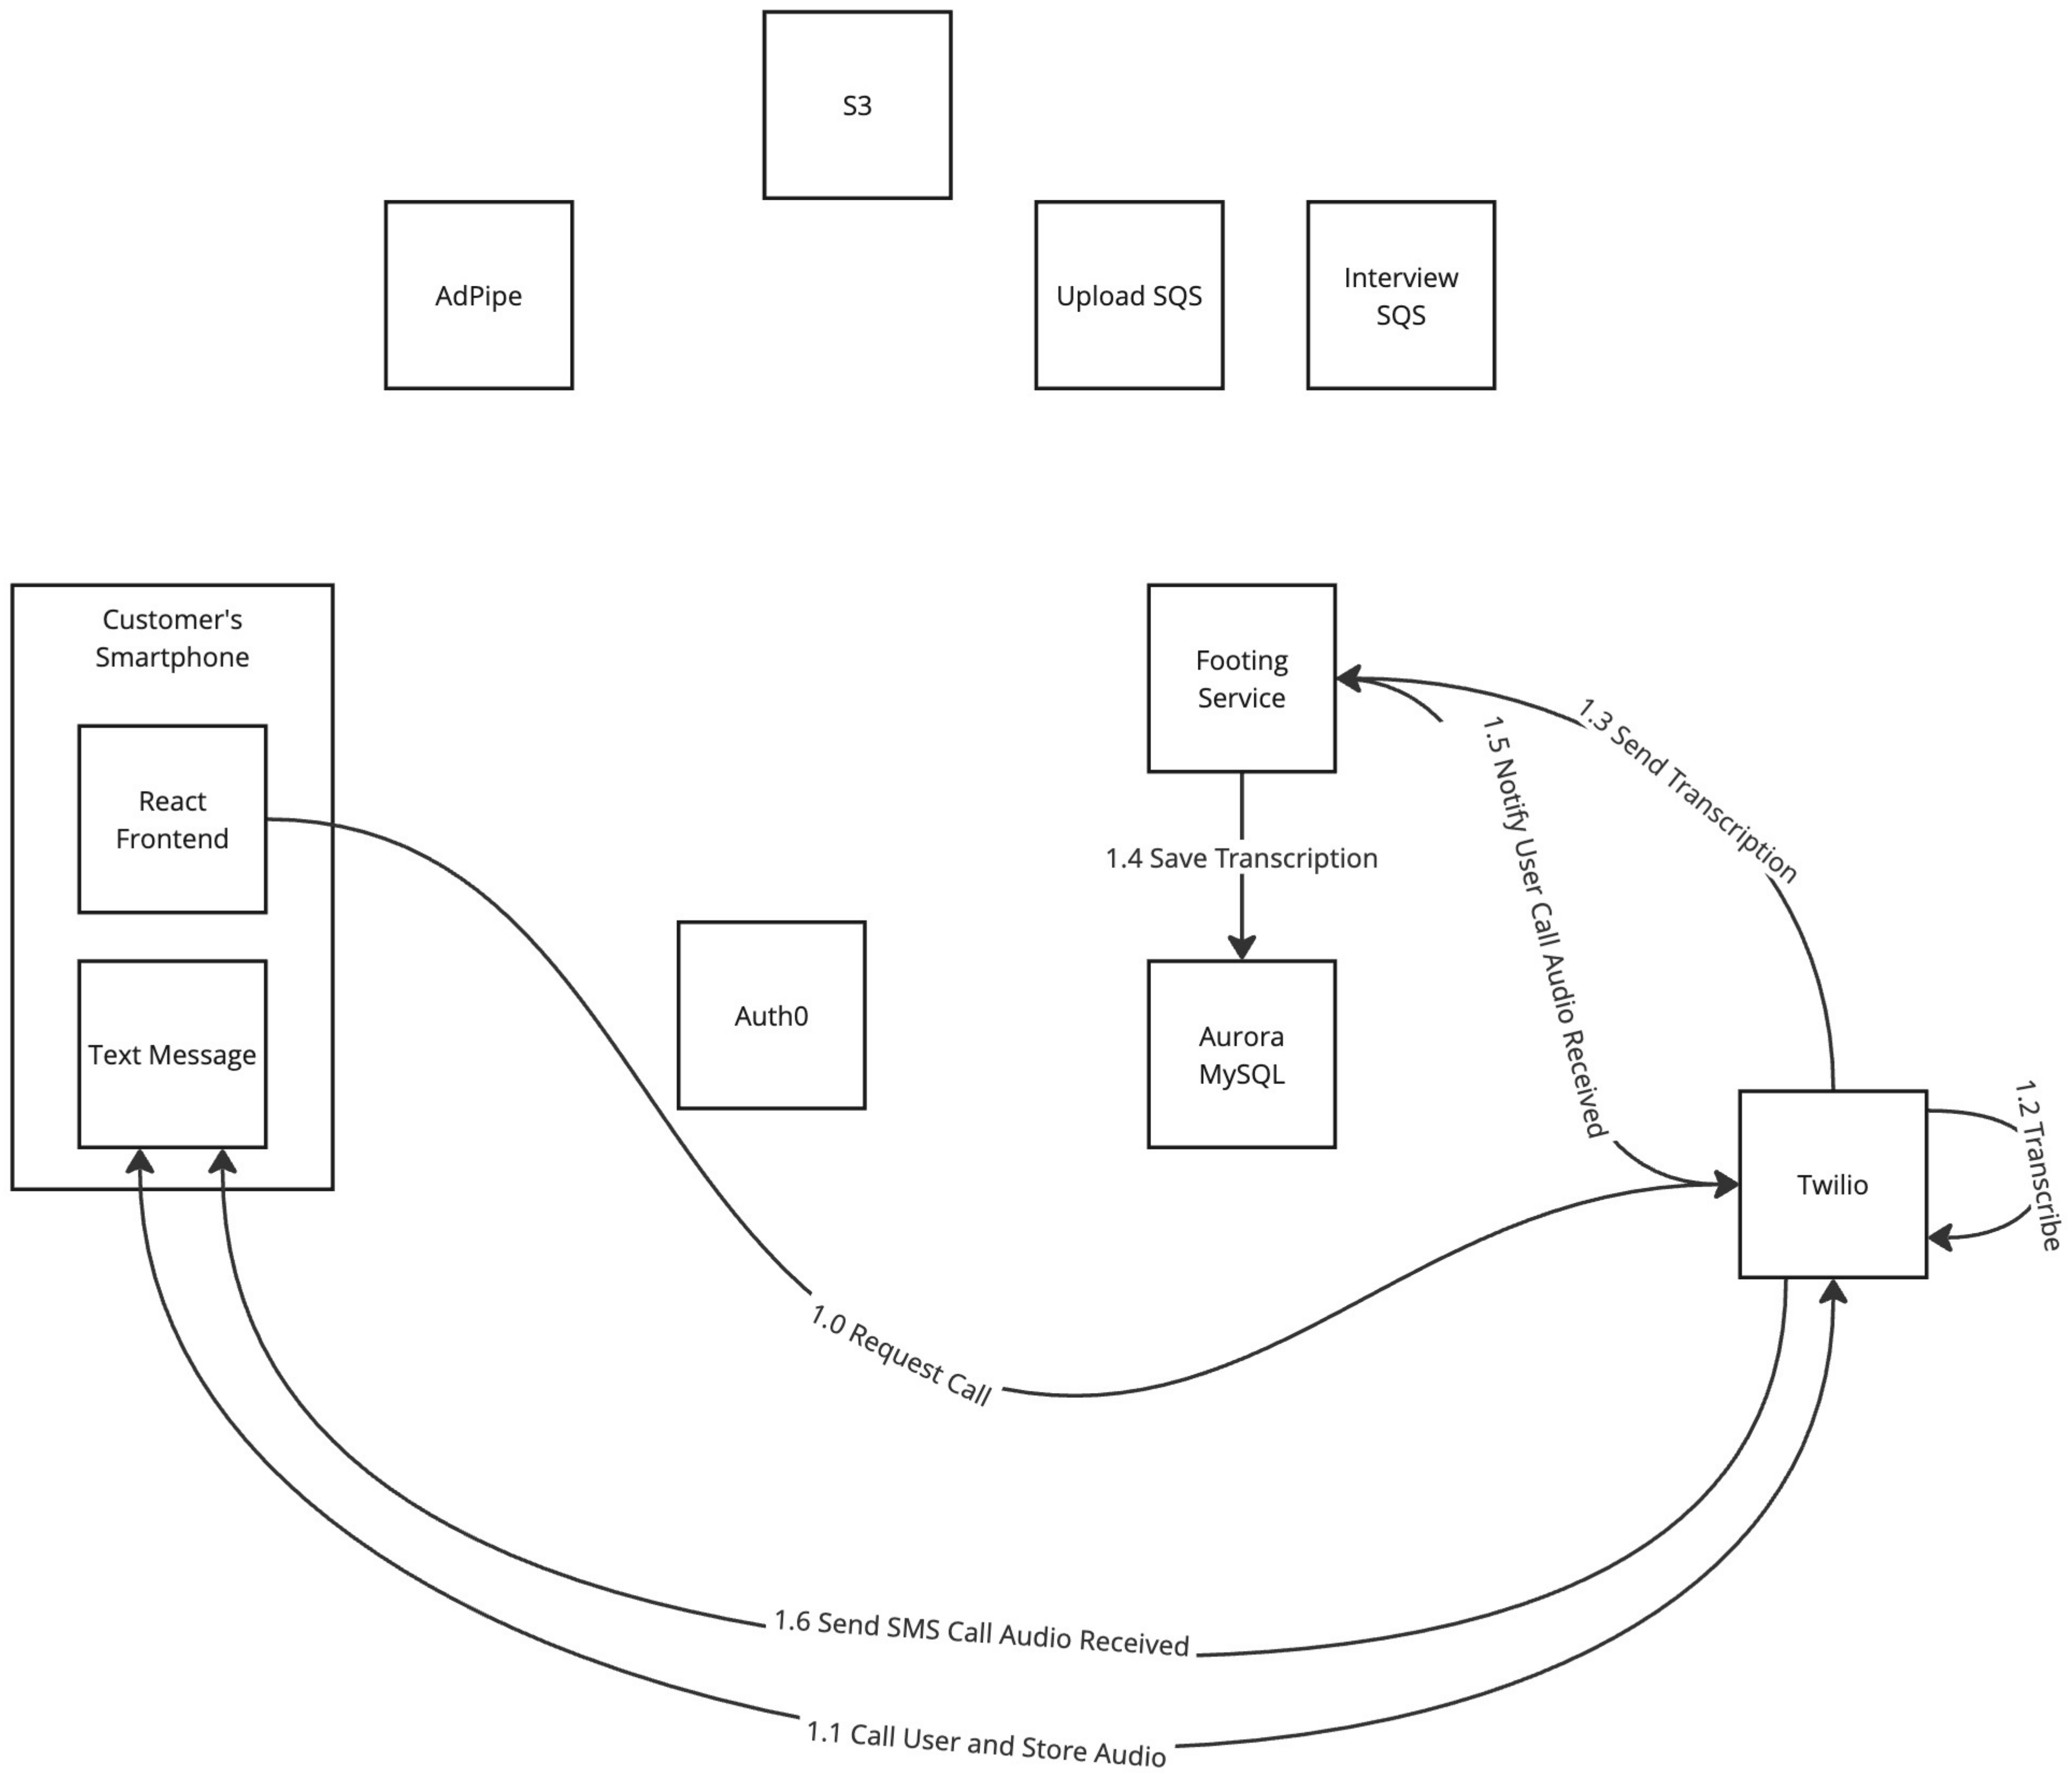 S3
AdPipe
Upload SQS
Interview
SQS
Customer's
Smartphone
React
Frontend
Text Message
Auth0
Footing
Service
1.4 Save Transcription
Aurora
MySQL
1.3 Send Transcription
1.5 Notify User Call Audio Received
Twilio
1.2 Transcribe
1.0 Request Call
1.6 Send SMS Call Audio Received
1.1 Call User and Store Audio